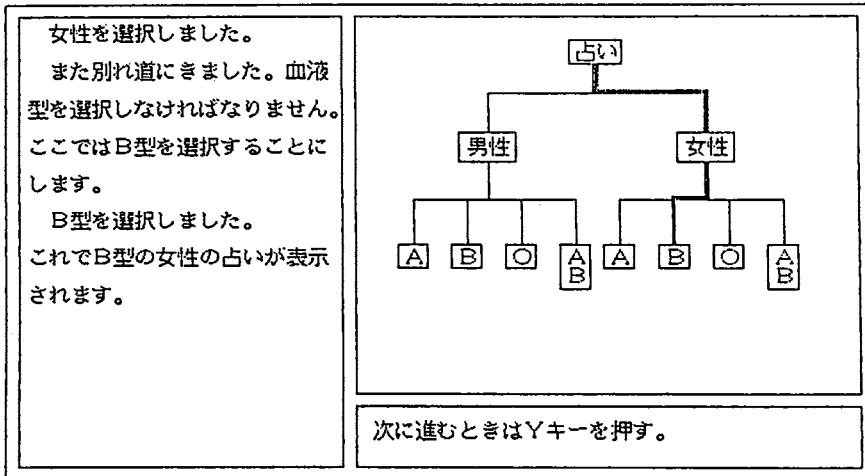 女性を選択しました。
また別れ道にきました。血液
型を選択しなければなりません。
ここではB型を選択することに
します。
B型を選択しました。
これでB型の女性の占いが表示
されます。
占い
男性
女性
A
B
O
AB
A
B
O
AB
次に進むときはYキーを押す。